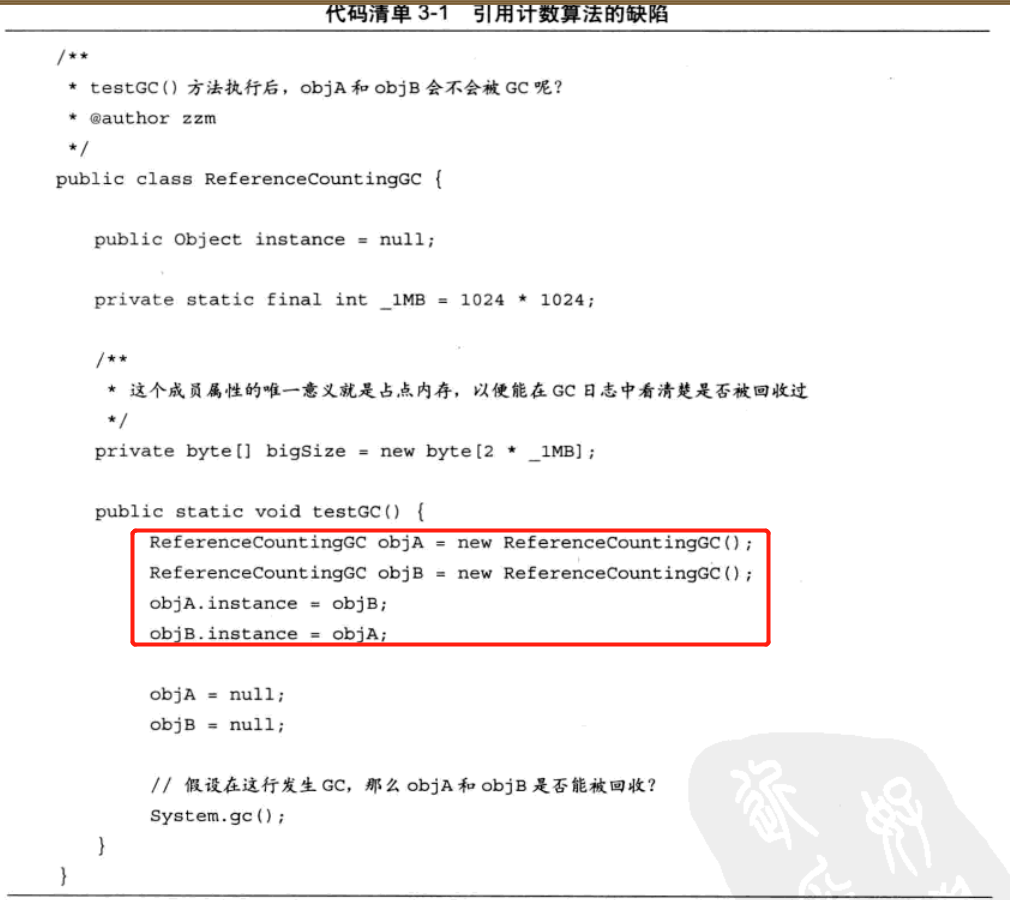 代码清单 3-1 引用计数算法的缺陷
/**
 * testGC() 方法执行后，objA 和 objB 会不会被 GC 呢？
 * @author zzm
 */
public class ReferenceCountingGC {
public Object instance = null;
private static final int _1MB = 1024 * 1024;
/**
 * 这个成员属性的唯一意义就是占点内存，以便能在 GC 日志中看清楚是否被回收过
 */
private byte[] bigSize = new byte[2 * _1MB];
public static void testGC() {
ReferenceCountingGC objA = new ReferenceCountingGC();
ReferenceCountingGC objB = new ReferenceCountingGC();
objA.instance = objB;
objB.instance = objA;
objA = null;
objB = null;
// 假设在这行发生 GC，那么 objA 和 objB 是否能被回收？
System.gc();
}
}